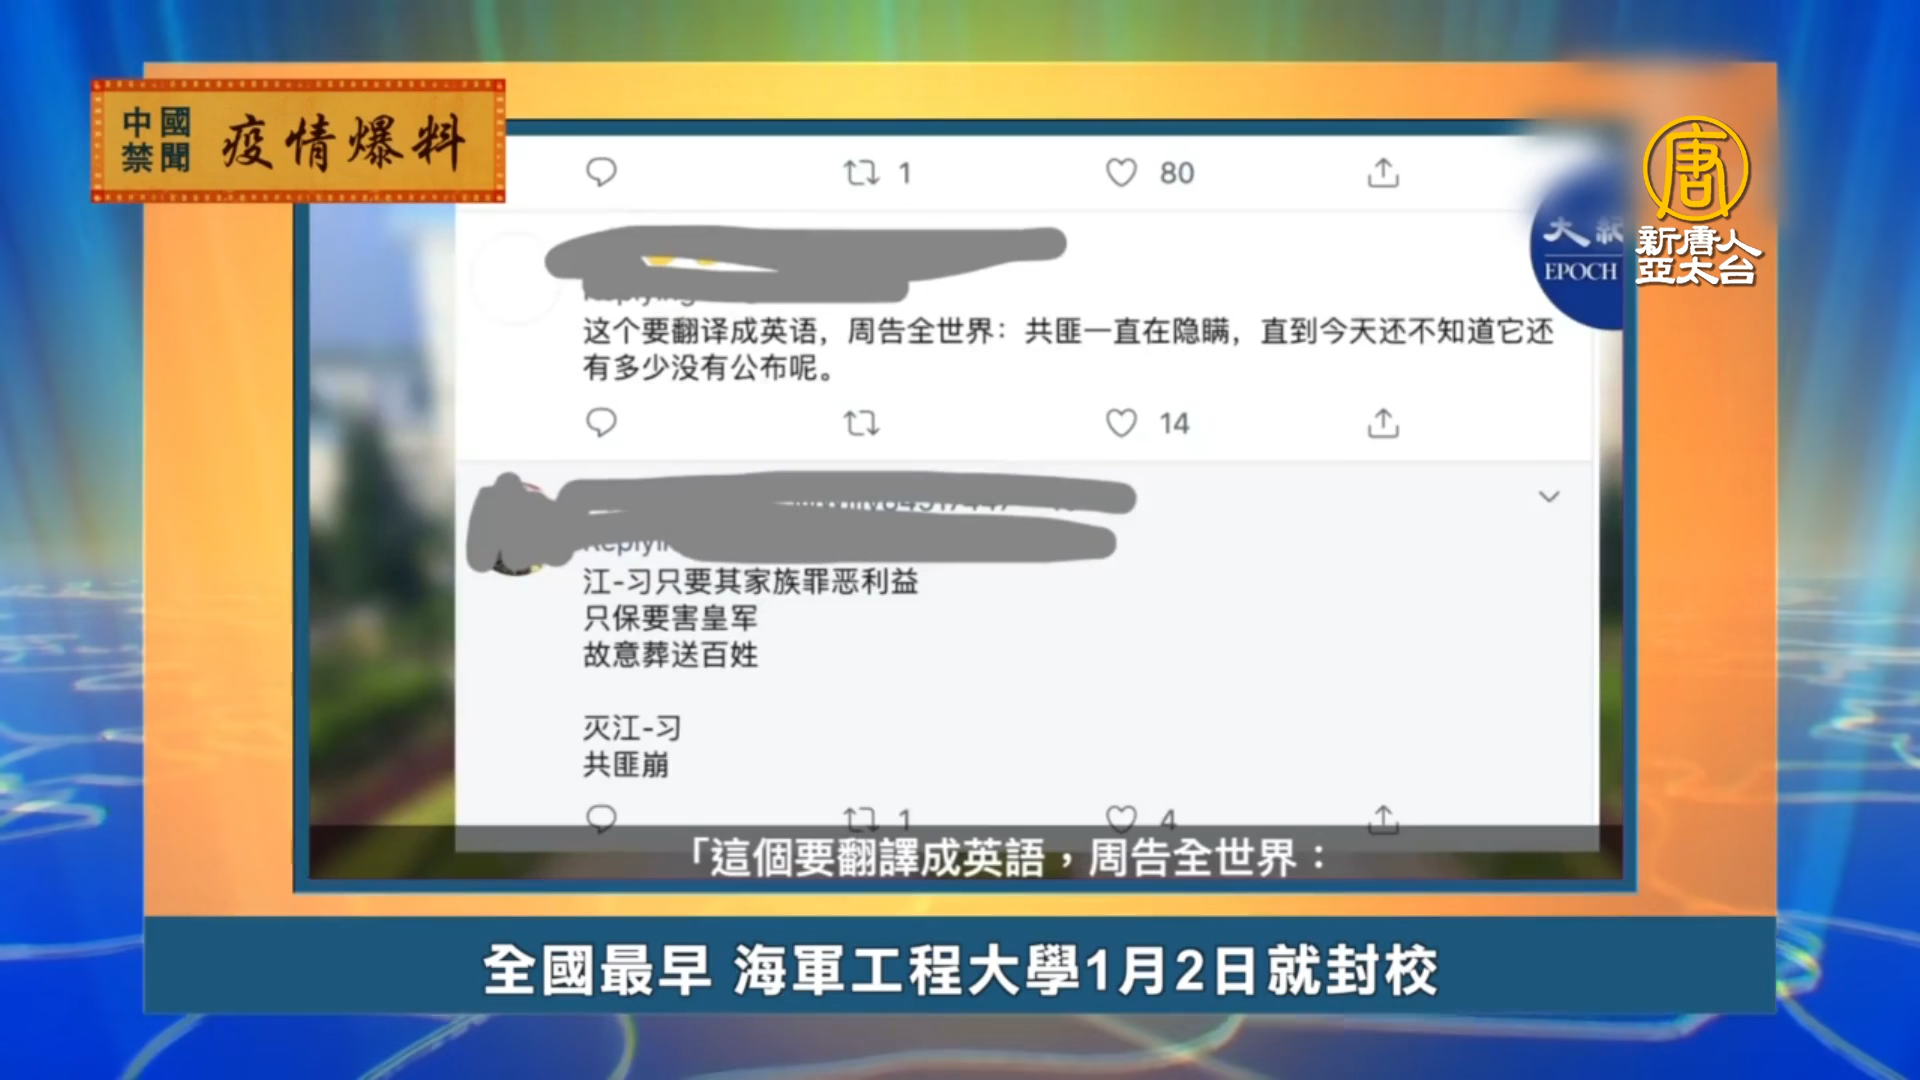 中國
禁聞
疫情爆料
1
80
大紀
EPOCH
唐
新唐人
亞太台
这个要翻译成英语，周告全世界：共匪一直在隐瞒，直到今天还不知道它还
有多少没有公布呢。
14
江-习只要其家族罪恶利益
只保要害皇军
故意葬送百姓
灭江-习
共匪崩
1
4
「這個要翻譯成英語，周告全世界：
全國最早 海軍工程大學1月2日就封校